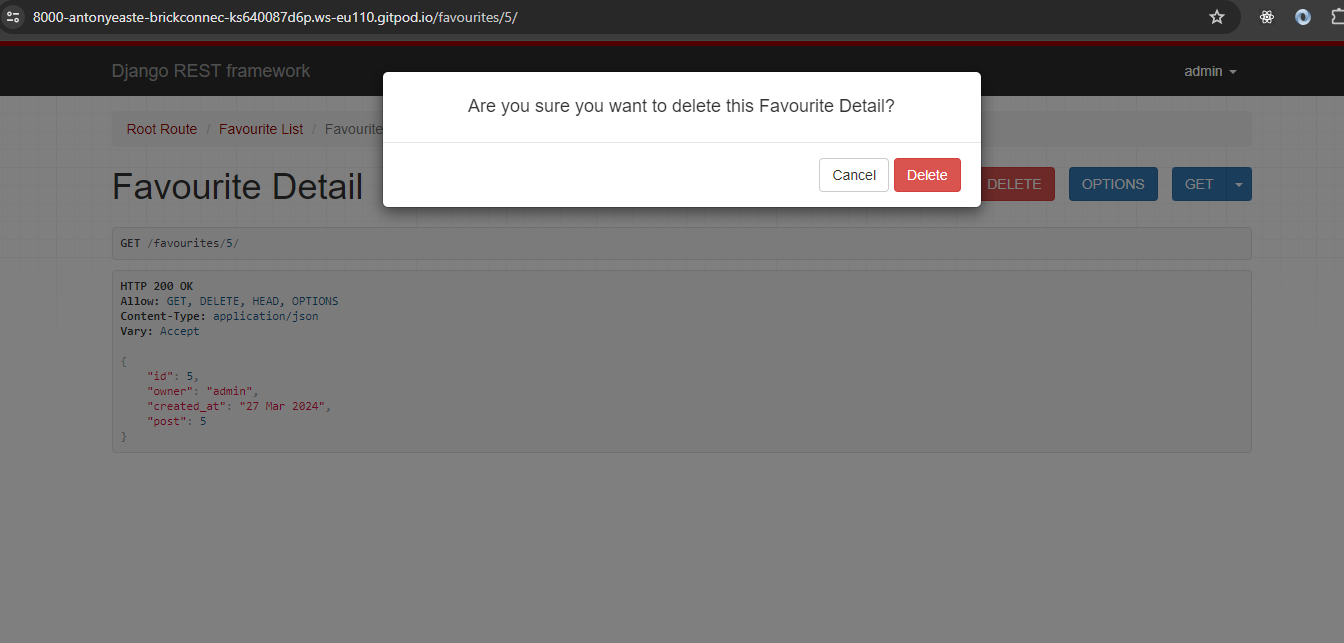 8000-antonyeaste-brickconnec-ks640087d6p.ws-eu110.gitpod.io/favourites/5/
Django REST framework
admin
Are you sure you want to delete this Favourite Detail?
Cancel
Delete
Root Route / Favourite List / Favourite
Favourite Detail
DELETE
OPTIONS
GET
GET /favourites/5/
HTTP 200 OK
Allow: GET, DELETE, HEAD, OPTIONS
Content-Type: application/json
Vary: Accept
{
"id": 5,
"owner": "admin",
"created_at": "27 Mar 2024",
"post": 5
}